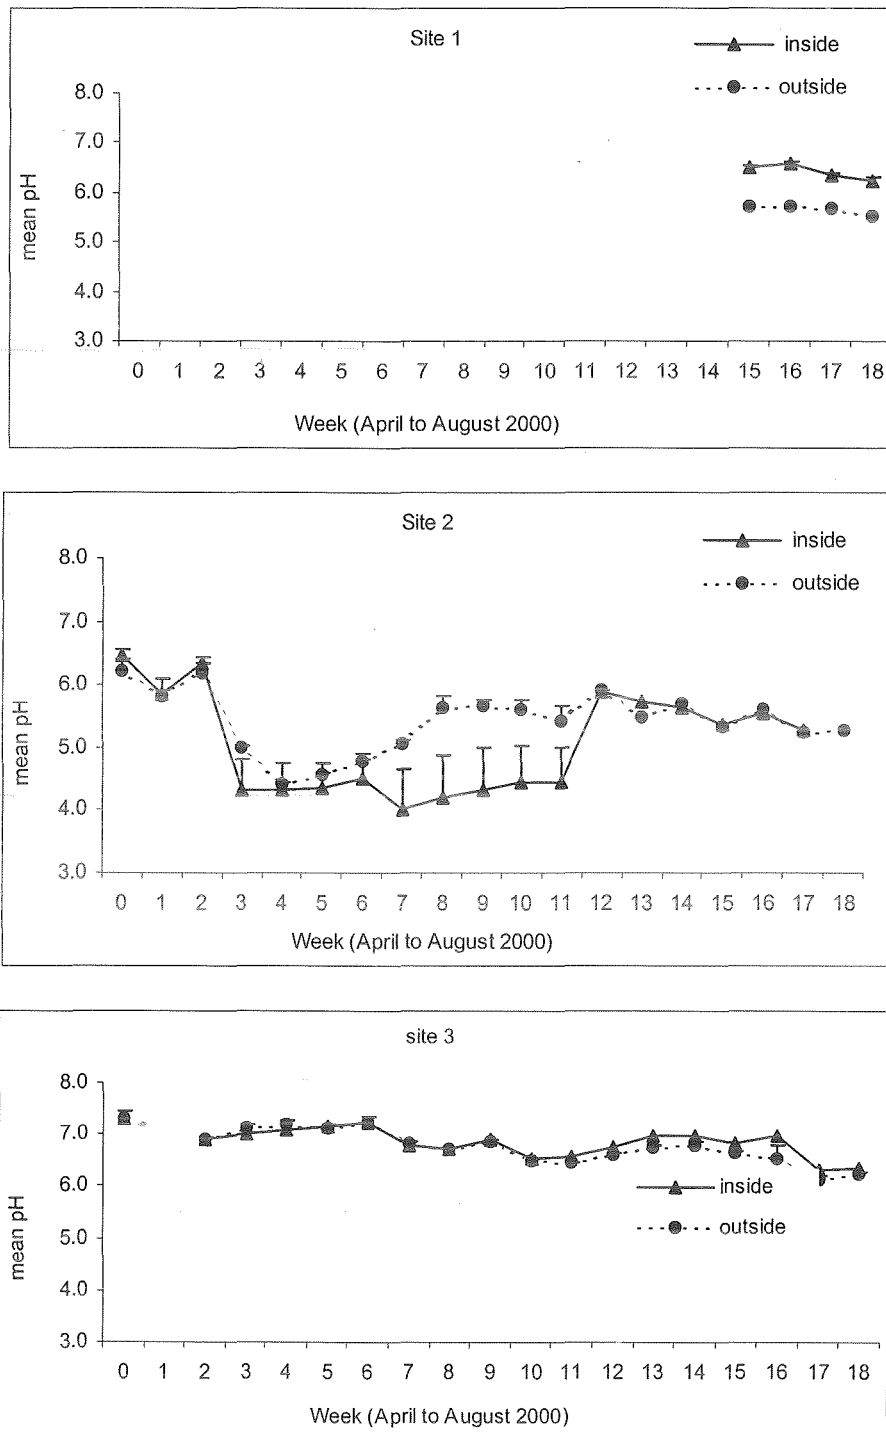 Site 1
inside
outside
8.0
7.0
6.0
5.0
4.0
3.0
mean pH
0 1 2 3 4 5 6 7 8 9 10 11 12 13 14 15 16 17 18
Week (April to August 2000)
Site 2
inside
outside
8.0
7.0
6.0
5.0
4.0
3.0
mean pH
0 1 2 3 4 5 6 7 8 9 10 11 12 13 14 15 16 17 18
Week (April to August 2000)
site 3
8.0
7.0
6.0
5.0
4.0
3.0
mean pH
inside
outside
0 1 2 3 4 5 6 7 8 9 10 11 12 13 14 15 16 17 18
Week (April to August 2000)